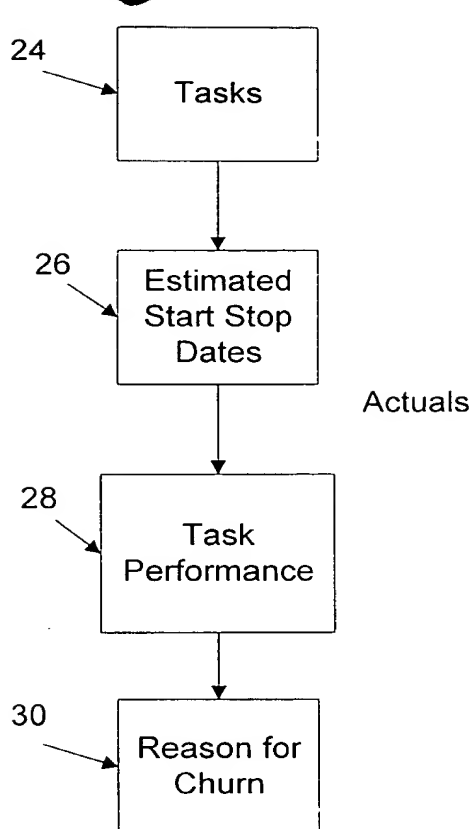 24
Tasks
26
Estimated
Start Stop
Dates
Actuals
28
Task
Performance
30
Reason for
Churn